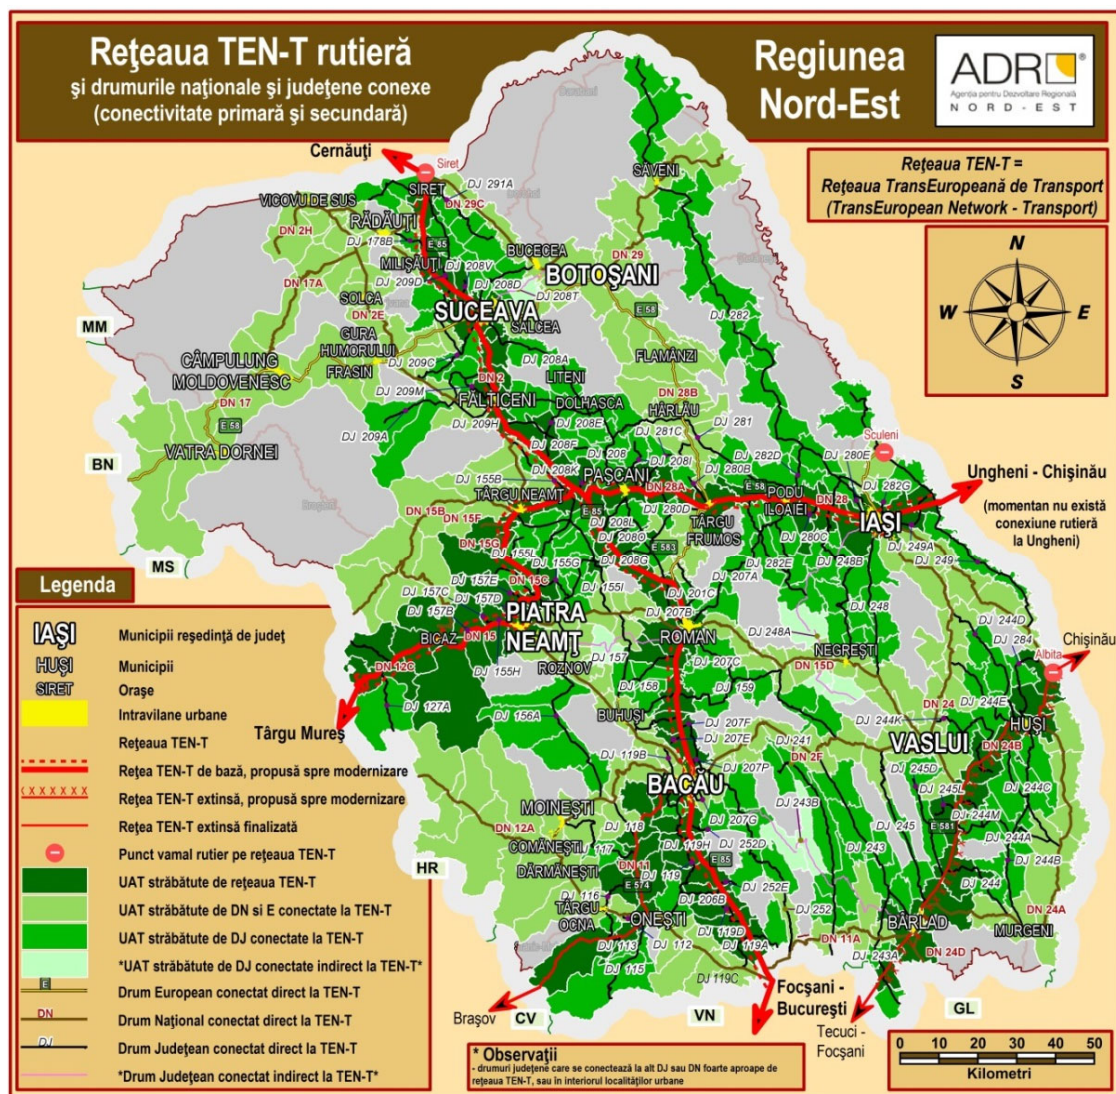 Reţeaua TEN-T rutieră
şi drumurile naţionale şi judeţene conexe
(conectivitate primară şi secundară)
Regiunea
Nord-Est
ADR
Agenţia pentru Dezvoltare Regională
NORD-EST
Reţeaua TEN-T =
Reţeaua TransEuropeană de Transport
(TransEuropean Network - Transport)
N
W
E
S
Cernăuţi
Siret
SIRET
DJ 291A
SĂVENI
VICOVU DE SUS
DN 29C
RĂDĂUŢI
DN 2H
DJ 178B
E 85
BUCECEA
DN 29
MILIŞĂUŢI
DJ 208V
BOTOŞANI
DJ 209D
DJ 208D
DN 17A
DJ 208T
SOLCA
DN 2E
SUCEAVA
E 58
DJ 282
MM
SALCEA
GURA
HUMORULUI
DJ 209C
DJ 208A
FLAMÂNZI
CÂMPULUNG
MOLDOVENESC
FRASIN
LITENI
DN 2
DJ 209M
DN 17
FĂLTICENI
DOLHASCA
DN 28B
HÂRLĂU
E 58
DJ 209H
DJ 208E
DJ 281
DJ 209A
DJ 281C
VATRA DORNEI
DJ 208F
DJ 282D
DJ 280E
Sculeni
BN
DJ 208K
DJ 208
DJ 208I
DJ 280B
PAŞCANI
DJ 155B
DJ 282G
Ungheni - Chişinău
TÂRGU NEAMŢ
DN 28A
E 58
PODU
ILOAIEI
DN 28
(momentan nu există
conexiune rutieră
la Ungheni)
DN 15B
DN 15F
E 85
DJ 208L
DJ 280D
TÂRGU
FRUMOS
IAŞI
DN 15G
DJ 208O
DJ 280C
E 583
DJ 249A
MS
DJ 155L
DJ 155G
DJ 208G
DJ 282E
DJ 248B
DJ 249
DJ 157E
DN 15C
DJ 155I
DJ 207A
DJ 157C
DJ 157D
DJ 201C
DJ 248
DJ 157B
PIATRA
NEAMŢ
DJ 207B
DJ 244D
BICAZ
DN 15
ROMAN
DJ 248A
DJ 284
Chişinău
DN 12C
DJ 155H
ROZNOV
DJ 157
DJ 207C
NEGREŞTI
DN 15D
Albita
DJ 127A
DJ 158
DJ 159
DJ 244E
DN 24
DJ 156A
BUHUŞI
DJ 207F
DJ 244K
HUŞI
Târgu Mureş
DJ 207E
DJ 241
VASLUI
DJ 119B
DN 2F
DN 24B
DJ 207P
DJ 245D
BACĂU
DJ 245L
DJ 244C
MOINEŞTI
DJ 243B
DJ 207G
DJ 244M
DN 12A
DJ 118
DJ 245
E 581
COMĂNEŞTI
117
DJ 119H
DJ 252D
DJ 244A
HR
DN 11
E 85
DJ 243
DĂRMĂNEŞTI
DJ 119
DJ 244B
E 574
DJ 252E
DJ 244
DJ 116
DJ 206B
TÂRGU
OCNA
ONEŞTI
DJ 252
BÂRLAD
DN 24A
DJ 119D
MURGENI
DJ 113
DJ 112
DJ 119A
DN 11A
DJ 243A
DN 24D
DJ 115
DJ 119C
Focşani -
Bucureşti
Braşov
CV
VN
GL
Tecuci -
Focşani
Legenda
IAŞI Municipii reşedinţă de judeţ
HUŞI Municipii
SIRET Oraşe
Intravilane urbane
Reţeaua TEN-T
Reţea TEN-T de bază, propusă spre modernizare
Reţea TEN-T extinsă, propusă spre modernizare
Reţea TEN-T extinsă finalizată
Punct vamal rutier pe reţeaua TEN-T
UAT străbătute de reţeaua TEN-T
UAT străbătute de DN si E conectate la TEN-T
UAT străbătute de DJ conectate la TEN-T
*UAT străbătute de DJ conectate indirect la TEN-T*
E Drum European conectat direct la TEN-T
DN Drum Naţional conectat direct la TEN-T
DJ Drum Judeţean conectat direct la TEN-T
*Drum Judeţean conectat indirect la TEN-T*
* Observaţii
- drumuri judeţene care se conectează la alt DJ sau DN foarte aproape de
reţeaua TEN-T, sau in interiorul localităţilor urbane
0 10 20 30 40 50
Kilometri